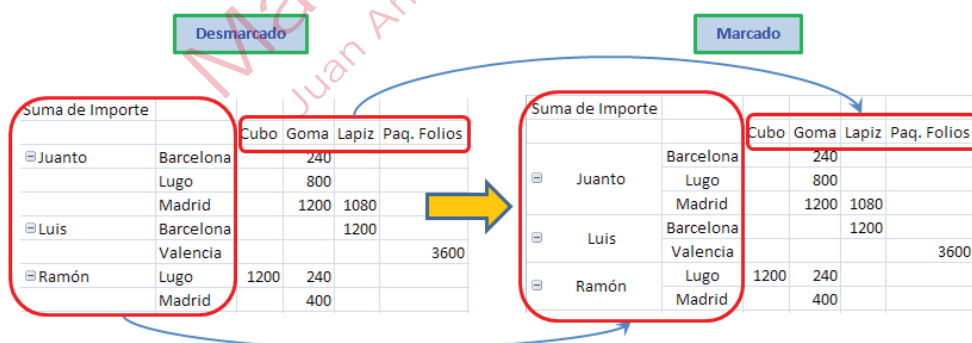 Desmarcado
Marcado
Juan An
Suma de Importe
Cubo Goma Lapiz Paq. Folios
Juanto Barcelona 240
Lugo 800
Madrid 1200 1080
Luis Barcelona 1200
Valencia 3600
Ramón Lugo 1200 240
Madrid 400
Suma de Importe
Cubo Goma Lapiz Paq. Folios
Barcelona 240
Juanto Lugo 800
Madrid 1200 1080
Luis Barcelona 1200
Valencia 3600
Ramón Lugo 1200 240
Madrid 400